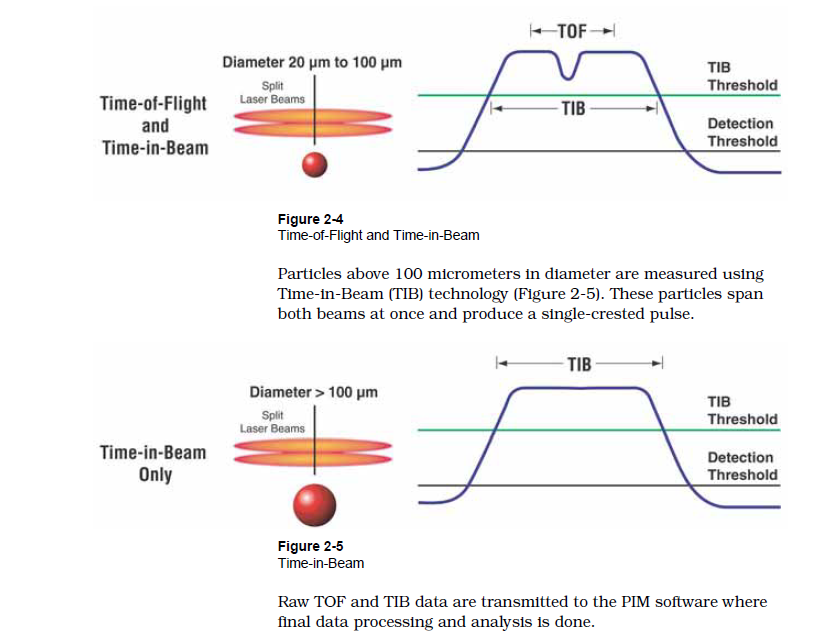 TOF
Diameter 20 µm to 100 µm
Split
Laser Beams
Time-of-Flight
and
Time-in-Beam
TIB
Threshold
TIB
Detection
Threshold
Figure 2-4
Time-of-Flight and Time-in-Beam
Particles above 100 micrometers in diameter are measured using
Time-in-Beam (TIB) technology (Figure 2-5). These particles span
both beams at once and produce a single-crested pulse.
TIB
Diameter > 100 µm
Split
Laser Beams
Time-in-Beam
Only
TIB
Threshold
Detection
Threshold
Figure 2-5
Time-in-Beam
Raw TOF and TIB data are transmitted to the PIM software where
final data processing and analysis is done.